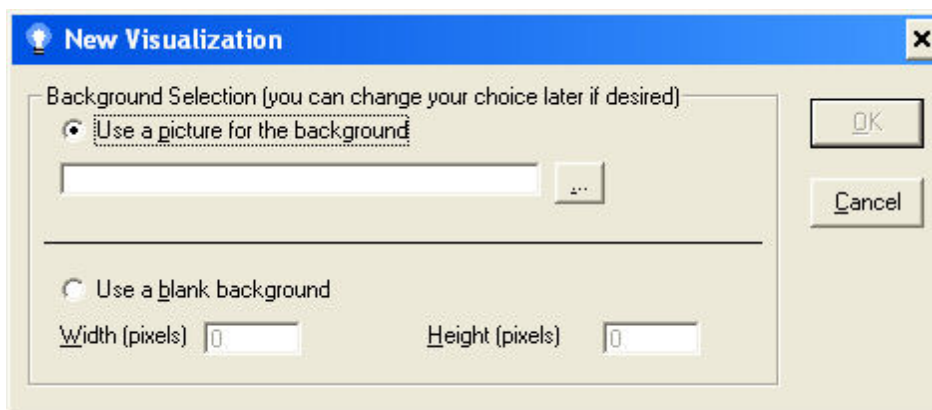 New Visualization
Background Selection (you can change your choice later if desired)
Use a picture for the background
...
OK
Cancel
Use a blank background
Width (pixels) 0 Height (pixels) 0